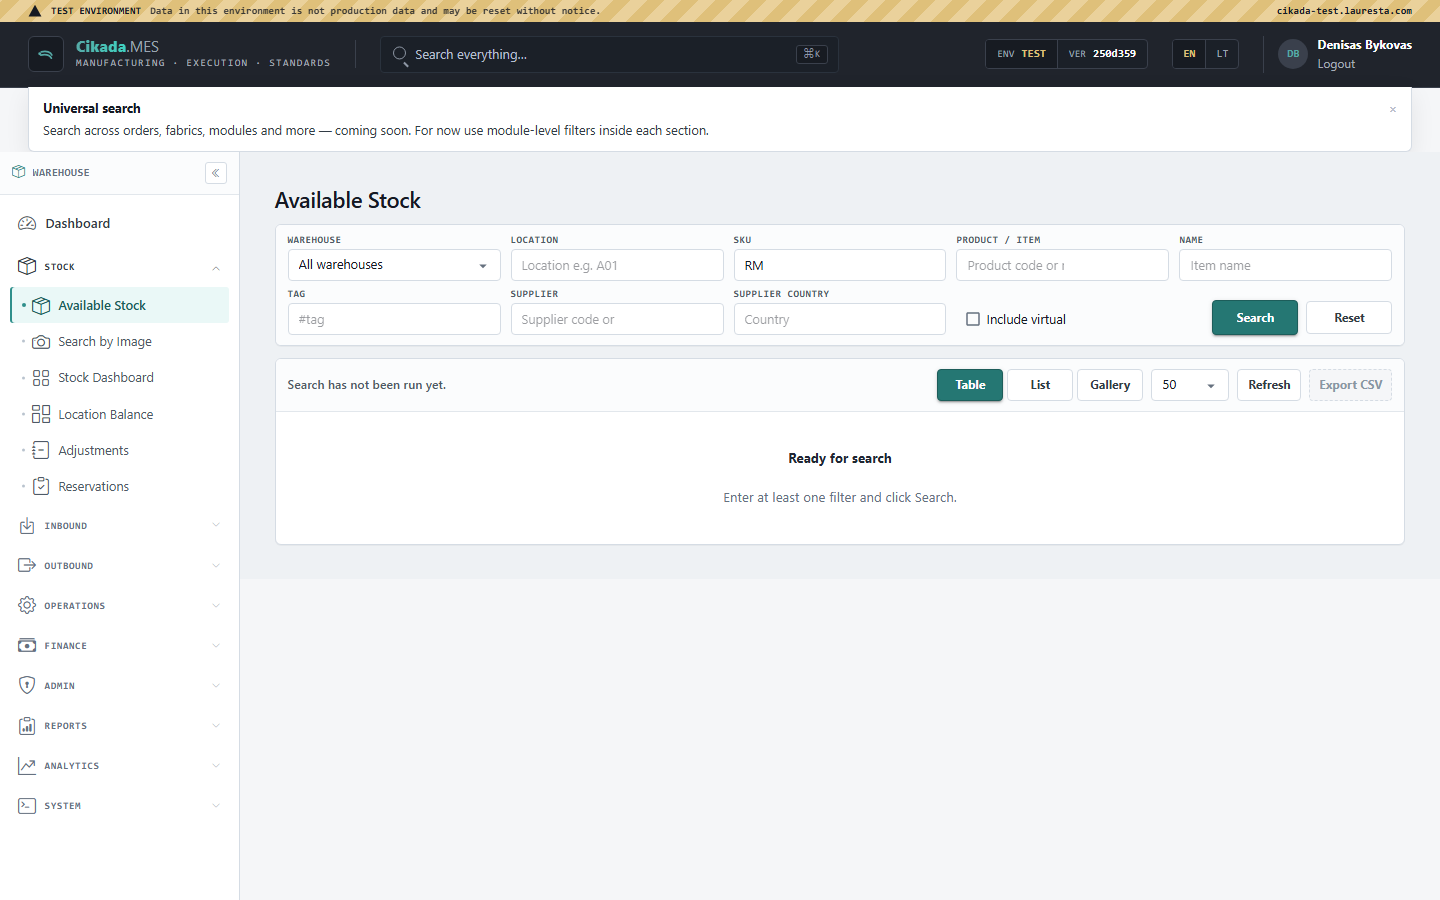 TEST ENVIRONMENT Data in this environment is not production data and may be reset without notice. cikada-test.lauresta.com
Cikada.MES
MANUFACTURING · EXECUTION · STANDARDS
Search everything...
⌘K
ENV TEST VER 250d359
EN LT
DB
Denisas Bykovas
Logout
Universal search
×
Search across orders, fabrics, modules and more — coming soon. For now use module-level filters inside each section.
WAREHOUSE
«
Dashboard
STOCK
Available Stock
Search by Image
Stock Dashboard
Location Balance
Adjustments
Reservations
INBOUND
OUTBOUND
OPERATIONS
FINANCE
ADMIN
REPORTS
ANALYTICS
SYSTEM
Available Stock
WAREHOUSE LOCATION SKU PRODUCT / ITEM NAME
All warehouses Location e.g. A01 RM Product code or Item name
TAG SUPPLIER SUPPLIER COUNTRY
#tag Supplier code or Country Include virtual Search Reset
Search has not been run yet. Table List Gallery 50 Refresh Export CSV
Ready for search
Enter at least one filter and click Search.